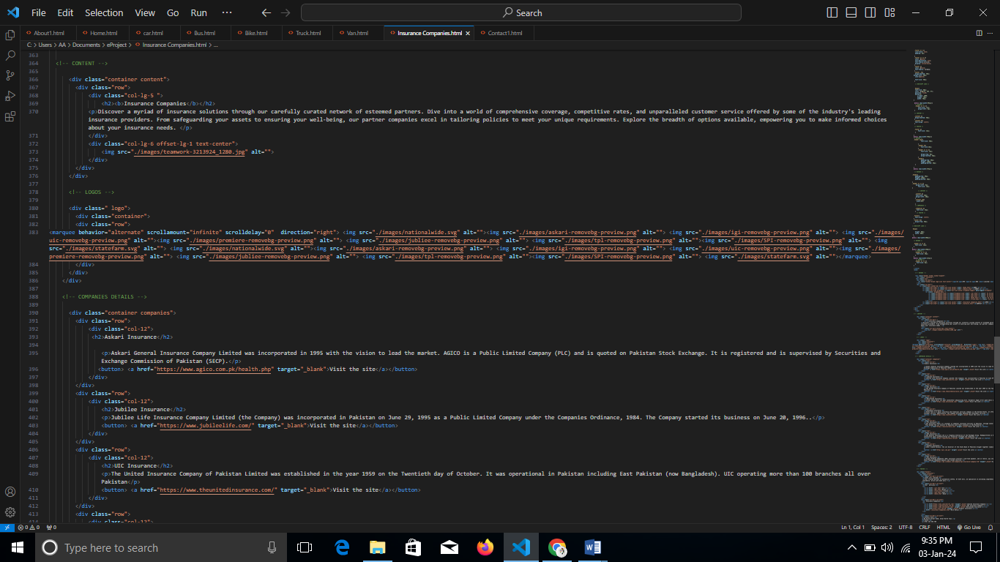 File Edit Selection View Go Run ··· Search
About1.html Home.html car.html Bus.html Bike.html Truck.html Van.html Insurance Companies.html Contact1.html
C: > Users > AA > Documents > eProject > Insurance Companies.html > ...
363
364 <!-- CONTENT -->
365
366 <div class="container content">
367 <div class="row">
368 <div class="col-lg-5 ">
369 <h2><b>Insurance Companies</b></h2>
370 <p>Discover a myriad of insurance solutions through our carefully curated network of esteemed partners. Dive into a world of comprehensive coverage, competitive rates, and unparalleled customer service offered by some of the industry's leading
insurance providers. From safeguarding your assets to ensuring your well-being, our partner companies excel in tailoring policies to meet your unique requirements. Explore the breadth of options available, empowering you to make informed choices
about your insurance needs. </p>
371 </div>
372 <div class="col-lg-6 offset-lg-1 text-center">
373 <img src="./images/teamwork-3213924_1280.jpg" alt="">
374 </div>
375 </div>
376 </div>
377
378 <!-- LOGOS -->
379
380 <div class=" logo">
381 <div class="container">
382 <div class="row">
383 <marquee behavior="alternate" scrollamount="infinite" scrolldelay="0"  direction="right"> <img src="./images/nationalwide.svg" alt=""><img src="./images/askari-removebg-preview.png" alt=""> <img src="./images/igi-removebg-preview.png" alt=""> <img src="./images/
uic-removebg-preview.png" alt=""><img src="./images/premiere-removebg-preview.png" alt=""> <img src="./images/jubliee-removebg-preview.png" alt=""> <img src="./images/tpl-removebg-preview.png" alt=""><img src="./images/SPI-removebg-preview.png" alt=""> <img
src="./images/statefarm.svg" alt=""> <img src="./images/nationalwide.svg" alt=""><img src="./images/askari-removebg-preview.png" alt=""> <img src="./images/igi-removebg-preview.png" alt=""> <img src="./images/uic-removebg-preview.png" alt=""><img src="./images/
premiere-removebg-preview.png" alt=""> <img src="./images/jubliee-removebg-preview.png" alt=""> <img src="./images/tpl-removebg-preview.png" alt=""><img src="./images/SPI-removebg-preview.png" alt=""> <img src="./images/statefarm.svg" alt=""></marquee>
384 </div>
385 </div>
386 </div>
387
388 <!-- COMPANIES DETAILS -->
389
390 <div class="container companies">
391 <div class="row">
392 <div class="col-12">
393 <h2>Askari Insurance</h2>
394
395 <p>Askari General Insurance Company Limited was incorporated in 1995 with the vision to lead the market. AGICO is a Public Limited Company (PLC) and is quoted on Pakistan Stock Exchange. It is registered and is supervised by Securities and
Exchange Commission of Pakistan (SECP).</p>
396 <button> <a href="https://www.agico.com.pk/health.php" target="_blank">Visit the site</a></button>
397 </div>
398 </div>
399 <div class="row">
400 <div class="col-12">
401 <h2>Jubilee Insurance</h2>
402 <p>Jubilee Life Insurance Company Limited (the Company) was incorporated in Pakistan on June 29, 1995 as a Public Limited Company under the Companies Ordinance, 1984. The Company started its business on June 20, 1996..</p>
403 <button> <a href="https://www.jubileelife.com/" target="_blank">Visit the site</a></button>
404 </div>
405 </div>
406 <div class="row">
407 <div class="col-12">
408 <h2>UIC Insurance</h2>
409 <p>The United Insurance Company of Pakistan Limited was established in the year 1959 on the Twentieth day of October. It was operational in Pakistan including East Pakistan (now Bangladesh). UIC operating more than 100 branches all over
Pakistan</p>
410 <button> <a href="https://www.theunitedinsurance.com/" target="_blank">Visit the site</a></button>
411 </div>
412 </div>
413 <div class="row">
414 <div class="col-12">
0 0 0 Ln 1, Col 1 Spaces: 2 UTF-8 CRLF HTML Go Live
Type here to search 9:35 PM
03-Jan-24